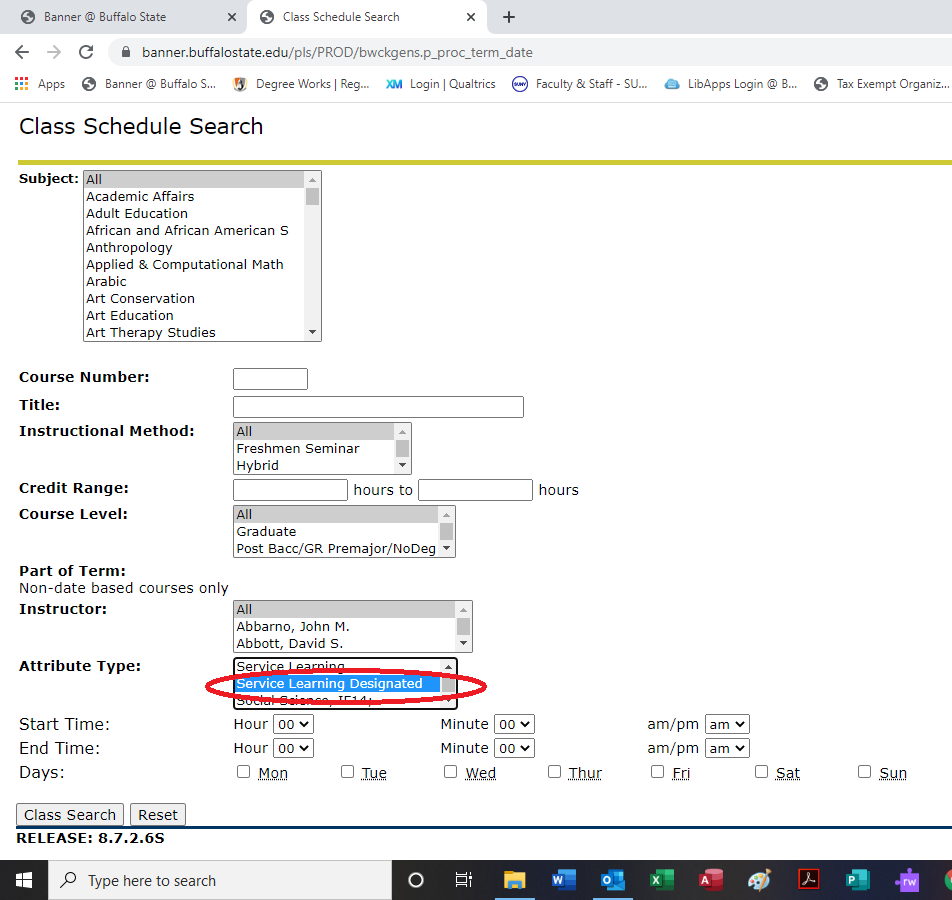 Banner @ Buffalo State
Class Schedule Search
banner.buffalostate.edu/pls/PROD/bwckgens.p_proc_term_date
Apps Banner @ Buffalo S... Degree Works | Reg... XM Login | Qualtrics SUNY Faculty & Staff - SU... LibApps Login @ B... Tax Exempt Organiz...
Class Schedule Search
Subject: All
Academic Affairs
Adult Education
African and African American S
Anthropology
Applied & Computational Math
Arabic
Art Conservation
Art Education
Art Therapy Studies
Course Number:
Title:
Instructional Method: All
Freshmen Seminar
Hybrid
Credit Range: hours to hours
Course Level: All
Graduate
Post Bacc/GR Premajor/NoDeg
Part of Term:
Non-date based courses only
Instructor: All
Abbarno, John M.
Abbott, David S.
Attribute Type: Service Learning
Service Learning Designated
Social Science, IF14;
Start Time: Hour 00 Minute 00 am/pm am
End Time: Hour 00 Minute 00 am/pm am
Days: Mon Tue Wed Thur Fri Sat Sun
Class Search Reset
RELEASE: 8.7.2.6S
Type here to search
rw